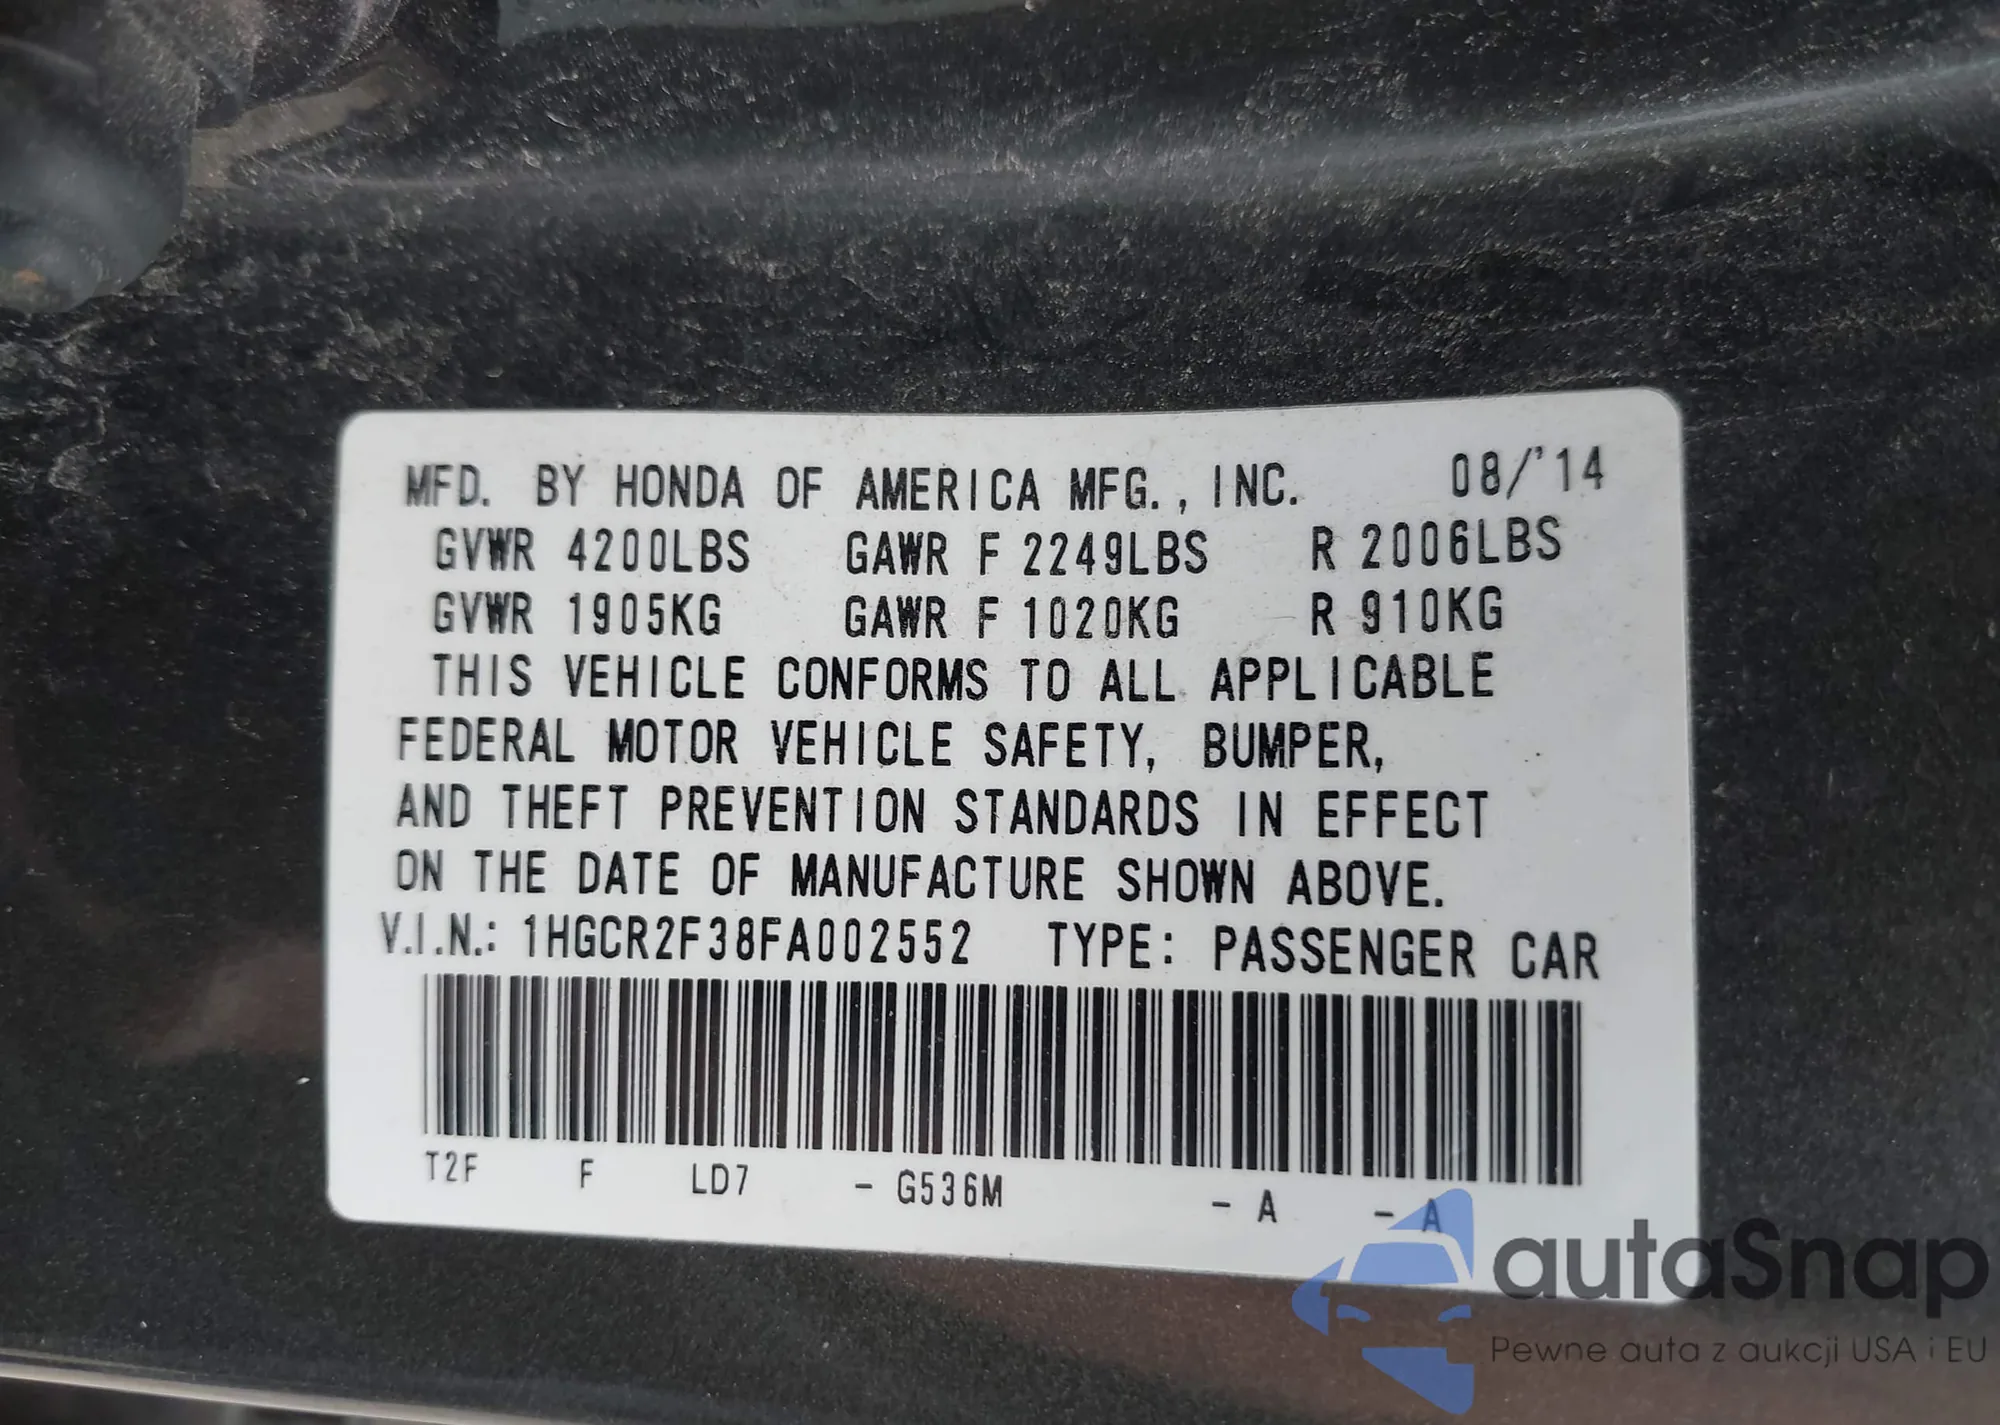 MFD. BY HONDA OF AMERICA MFG., INC. 08/'14
GVWR 4200LBS GAWR F 2249LBS R 2006LBS
GVWR 1905KG GAWR F 1020KG R 910KG
THIS VEHICLE CONFORMS TO ALL APPLICABLE
FEDERAL MOTOR VEHICLE SAFETY, BUMPER,
AND THEFT PREVENTION STANDARDS IN EFFECT
ON THE DATE OF MANUFACTURE SHOWN ABOVE.
V.I.N.: 1HGCR2F38FA002552 TYPE: PASSENGER CAR
T2F F LD7 - G536M - A - A
autaSnap
Pewne auta z aukcji USA i EU